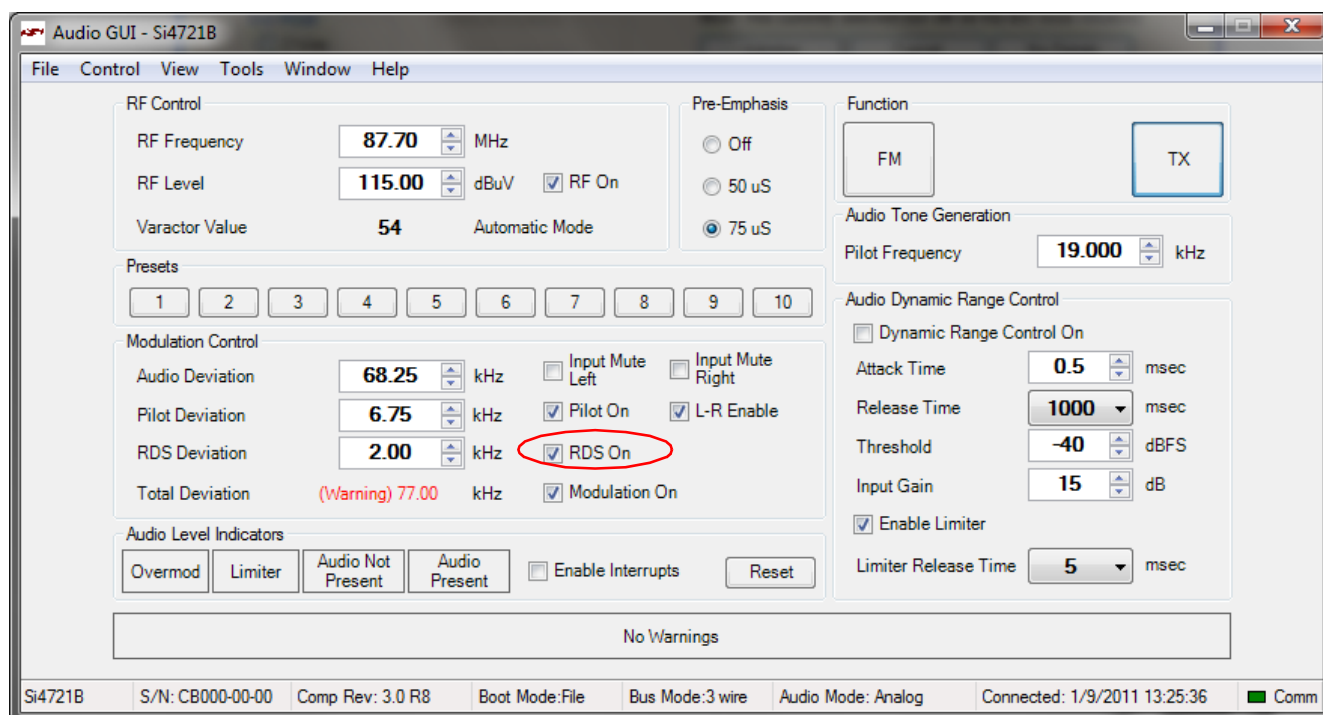 Audio GUI - Si4721B
File Control View Tools Window Help
RF Control
RF Frequency 87.70 MHz
RF Level 115.00 dBuV RF On
Varactor Value 54 Automatic Mode
Pre-Emphasis
Off
50 uS
75 uS
Function
FM TX
Audio Tone Generation
Pilot Frequency 19.000 kHz
Presets
1 2 3 4 5 6 7 8 9 10
Modulation Control
Audio Deviation 68.25 kHz Input Mute Left Input Mute Right
Pilot Deviation 6.75 kHz Pilot On L-R Enable
RDS Deviation 2.00 kHz RDS On
Total Deviation (Warning) 77.00 kHz Modulation On
Audio Dynamic Range Control
Dynamic Range Control On
Attack Time 0.5 msec
Release Time 1000 msec
Threshold -40 dBFS
Input Gain 15 dB
Enable Limiter
Limiter Release Time 5 msec
Audio Level Indicators
Overmod Limiter Audio Not Present Audio Present Enable Interrupts Reset
No Warnings
Si4721B S/N: CB000-00-00 Comp Rev: 3.0 R8 Boot Mode:File Bus Mode:3 wire Audio Mode: Analog Connected: 1/9/2011 13:25:36 Comm